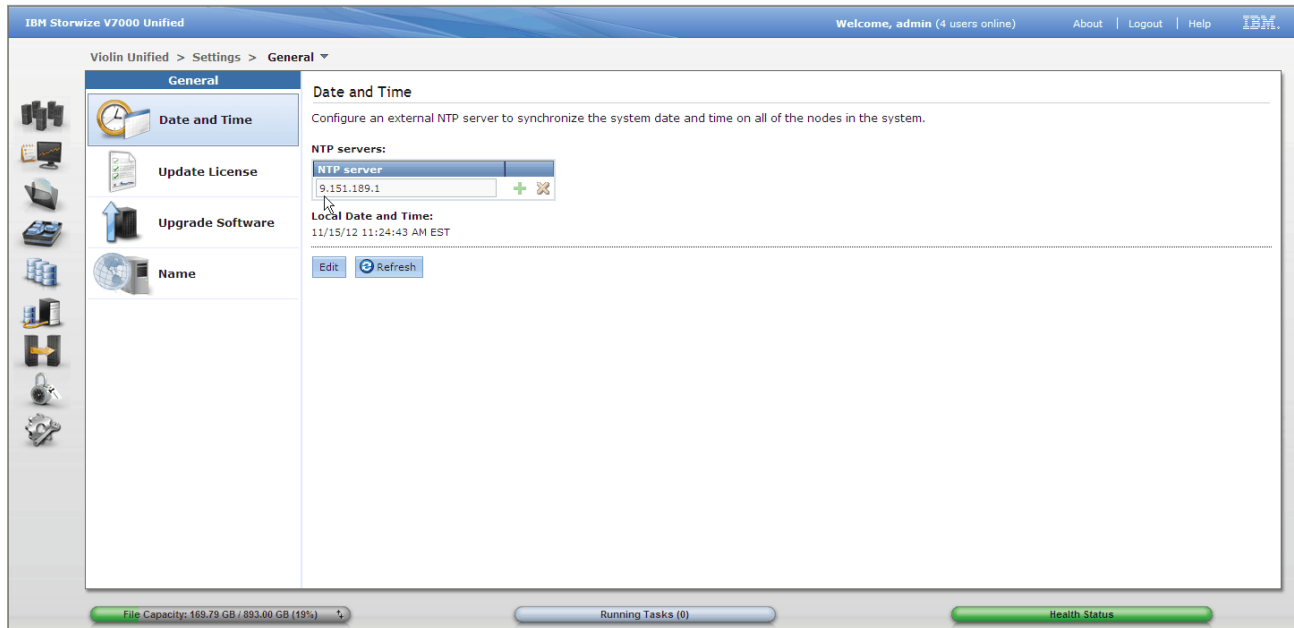 IBM Storwize V7000 Unified
Welcome, admin (4 users online)
About | Logout | Help
IBM.
Violin Unified > Settings > General
General
Date and Time
Update License
Upgrade Software
Name
Date and Time
Configure an external NTP server to synchronize the system date and time on all of the nodes in the system.
NTP servers:
NTP server
9.151.189.1
Local Date and Time:
11/15/12 11:24:43 AM EST
Edit
Refresh
File Capacity: 169.79 GB / 893.00 GB (19%)
Running Tasks (0)
Health Status